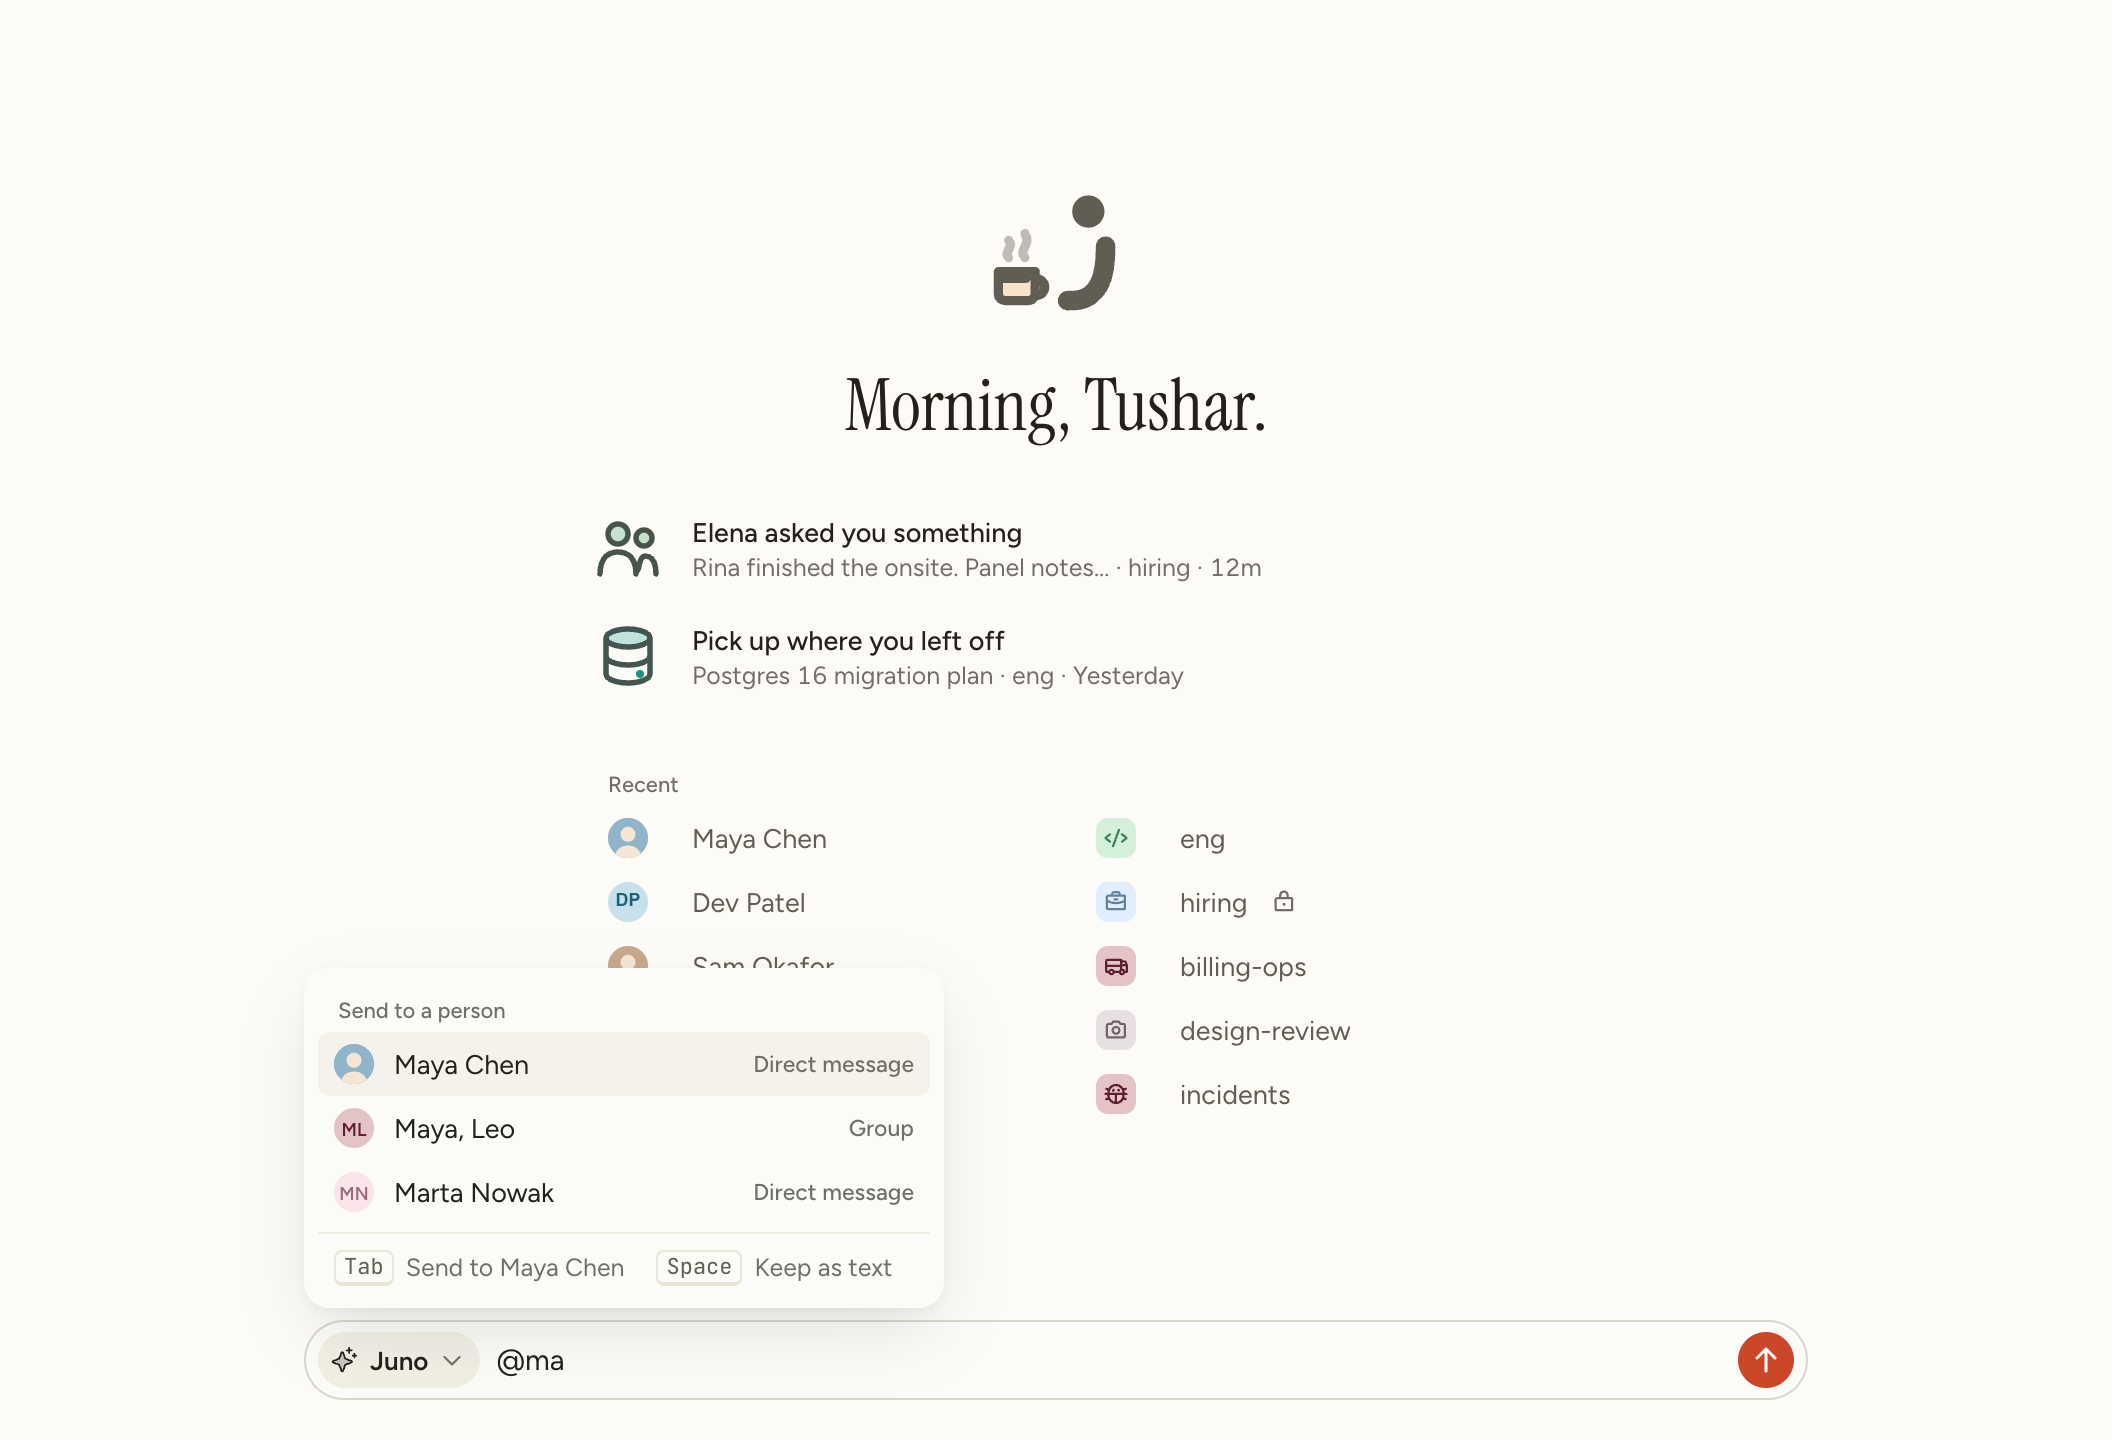 Morning, Tushar.
Elena asked you something
Rina finished the onsite. Panel notes... · hiring · 12m
Pick up where you left off
Postgres 16 migration plan · eng · Yesterday
Recent
Maya Chen
eng
DP Dev Patel
hiring
Sam Okafor
billing-ops
design-review
incidents
Send to a person
Maya Chen Direct message
ML Maya, Leo Group
MN Marta Nowak Direct message
Tab Send to Maya Chen Space Keep as text
Juno @ma